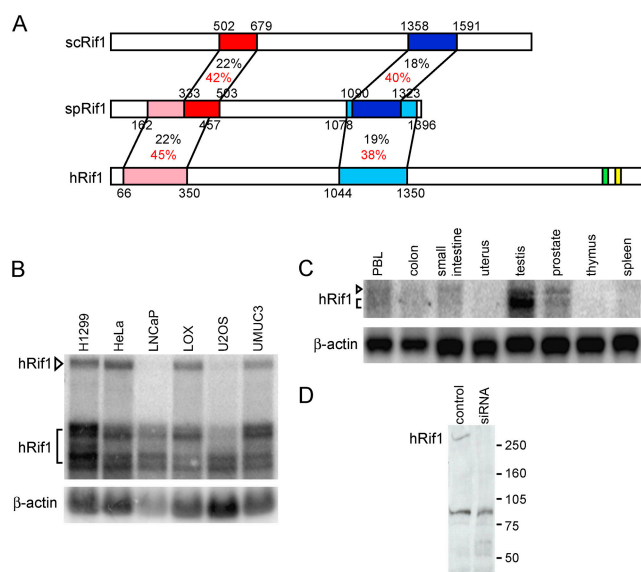 A
502 679 1358 1591
scRif1
22% 18%
42% 40%
333 503 1090 1323
spRif1
162 457 1078 1396
22% 19%
45% 38%
hRif1
66 350 1044 1350
B
H1299 HeLa LNCaP LOX U2OS UMUC3
hRif1
hRif1
β-actin
C
PBL colon small intestine uterus testis prostate thymus spleen
hRif1
β-actin
D
control siRNA
hRif1
250
160
105
75
50